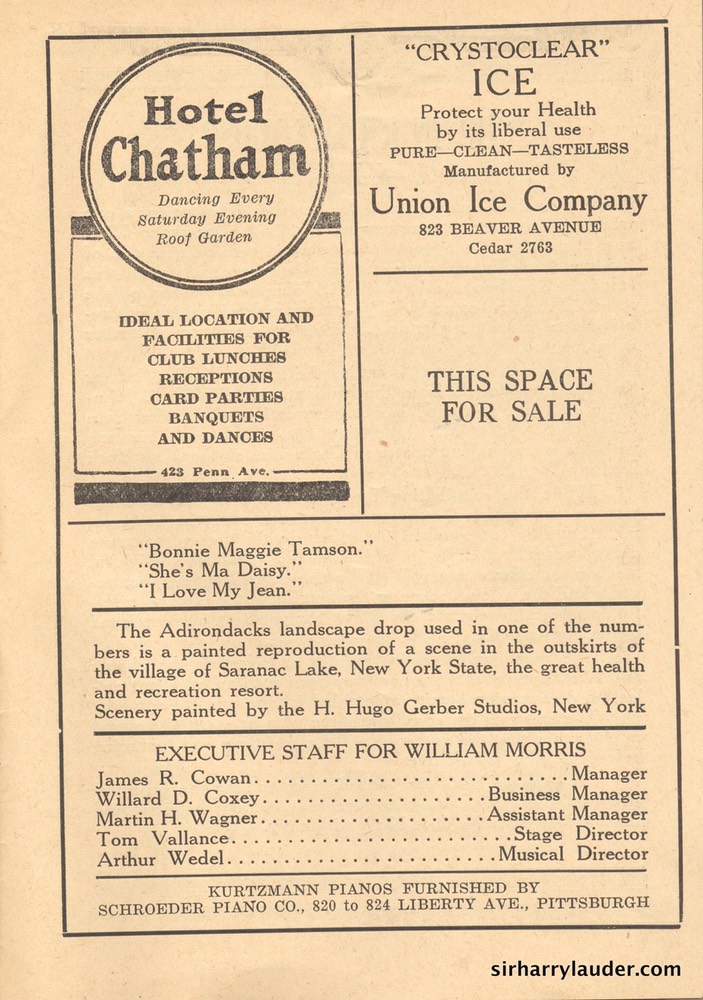 Hotel
Chatham
Dancing Every
Saturday Evening
Roof Garden
IDEAL LOCATION AND
FACILITIES FOR
CLUB LUNCHES
RECEPTIONS
CARD PARTIES
BANQUETS
AND DANCES
423 Penn Ave.
"CRYSTOCLEAR"
ICE
Protect your Health
by its liberal use
PURE—CLEAN—TASTELESS
Manufactured by
Union Ice Company
823 BEAVER AVENUE
Cedar 2763
THIS SPACE
FOR SALE
"Bonnie Maggie Tamson."
"She's Ma Daisy."
"I Love My Jean."
The Adirondacks landscape drop used in one of the num-
bers is a painted reproduction of a scene in the outskirts of
the village of Saranac Lake, New York State, the great health
and recreation resort.
Scenery painted by the H. Hugo Gerber Studios, New York
EXECUTIVE STAFF FOR WILLIAM MORRIS
James R. Cowan............................Manager
Willard D. Coxey....................Business Manager
Martin H. Wagner....................Assistant Manager
Tom Vallance.........................Stage Director
Arthur Wedel........................Musical Director
KURTZMANN PIANOS FURNISHED BY
SCHROEDER PIANO CO., 820 to 824 LIBERTY AVE., PITTSBURGH
sirharrylauder.com